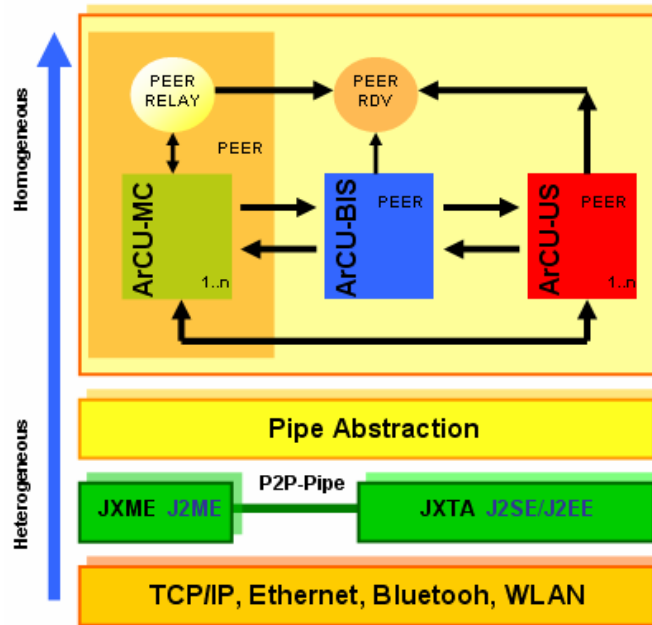 Homogeneous
Heterogeneous
PEER
RELAY
PEER
RDV
PEER
ArCU-MC
1..n
ArCU-BIS
PEER
ArCU-US
PEER
1..n
Pipe Abstraction
P2P-Pipe
JXME J2ME
JXTA J2SE/J2EE
TCP/IP, Ethernet, Bluetooh, WLAN